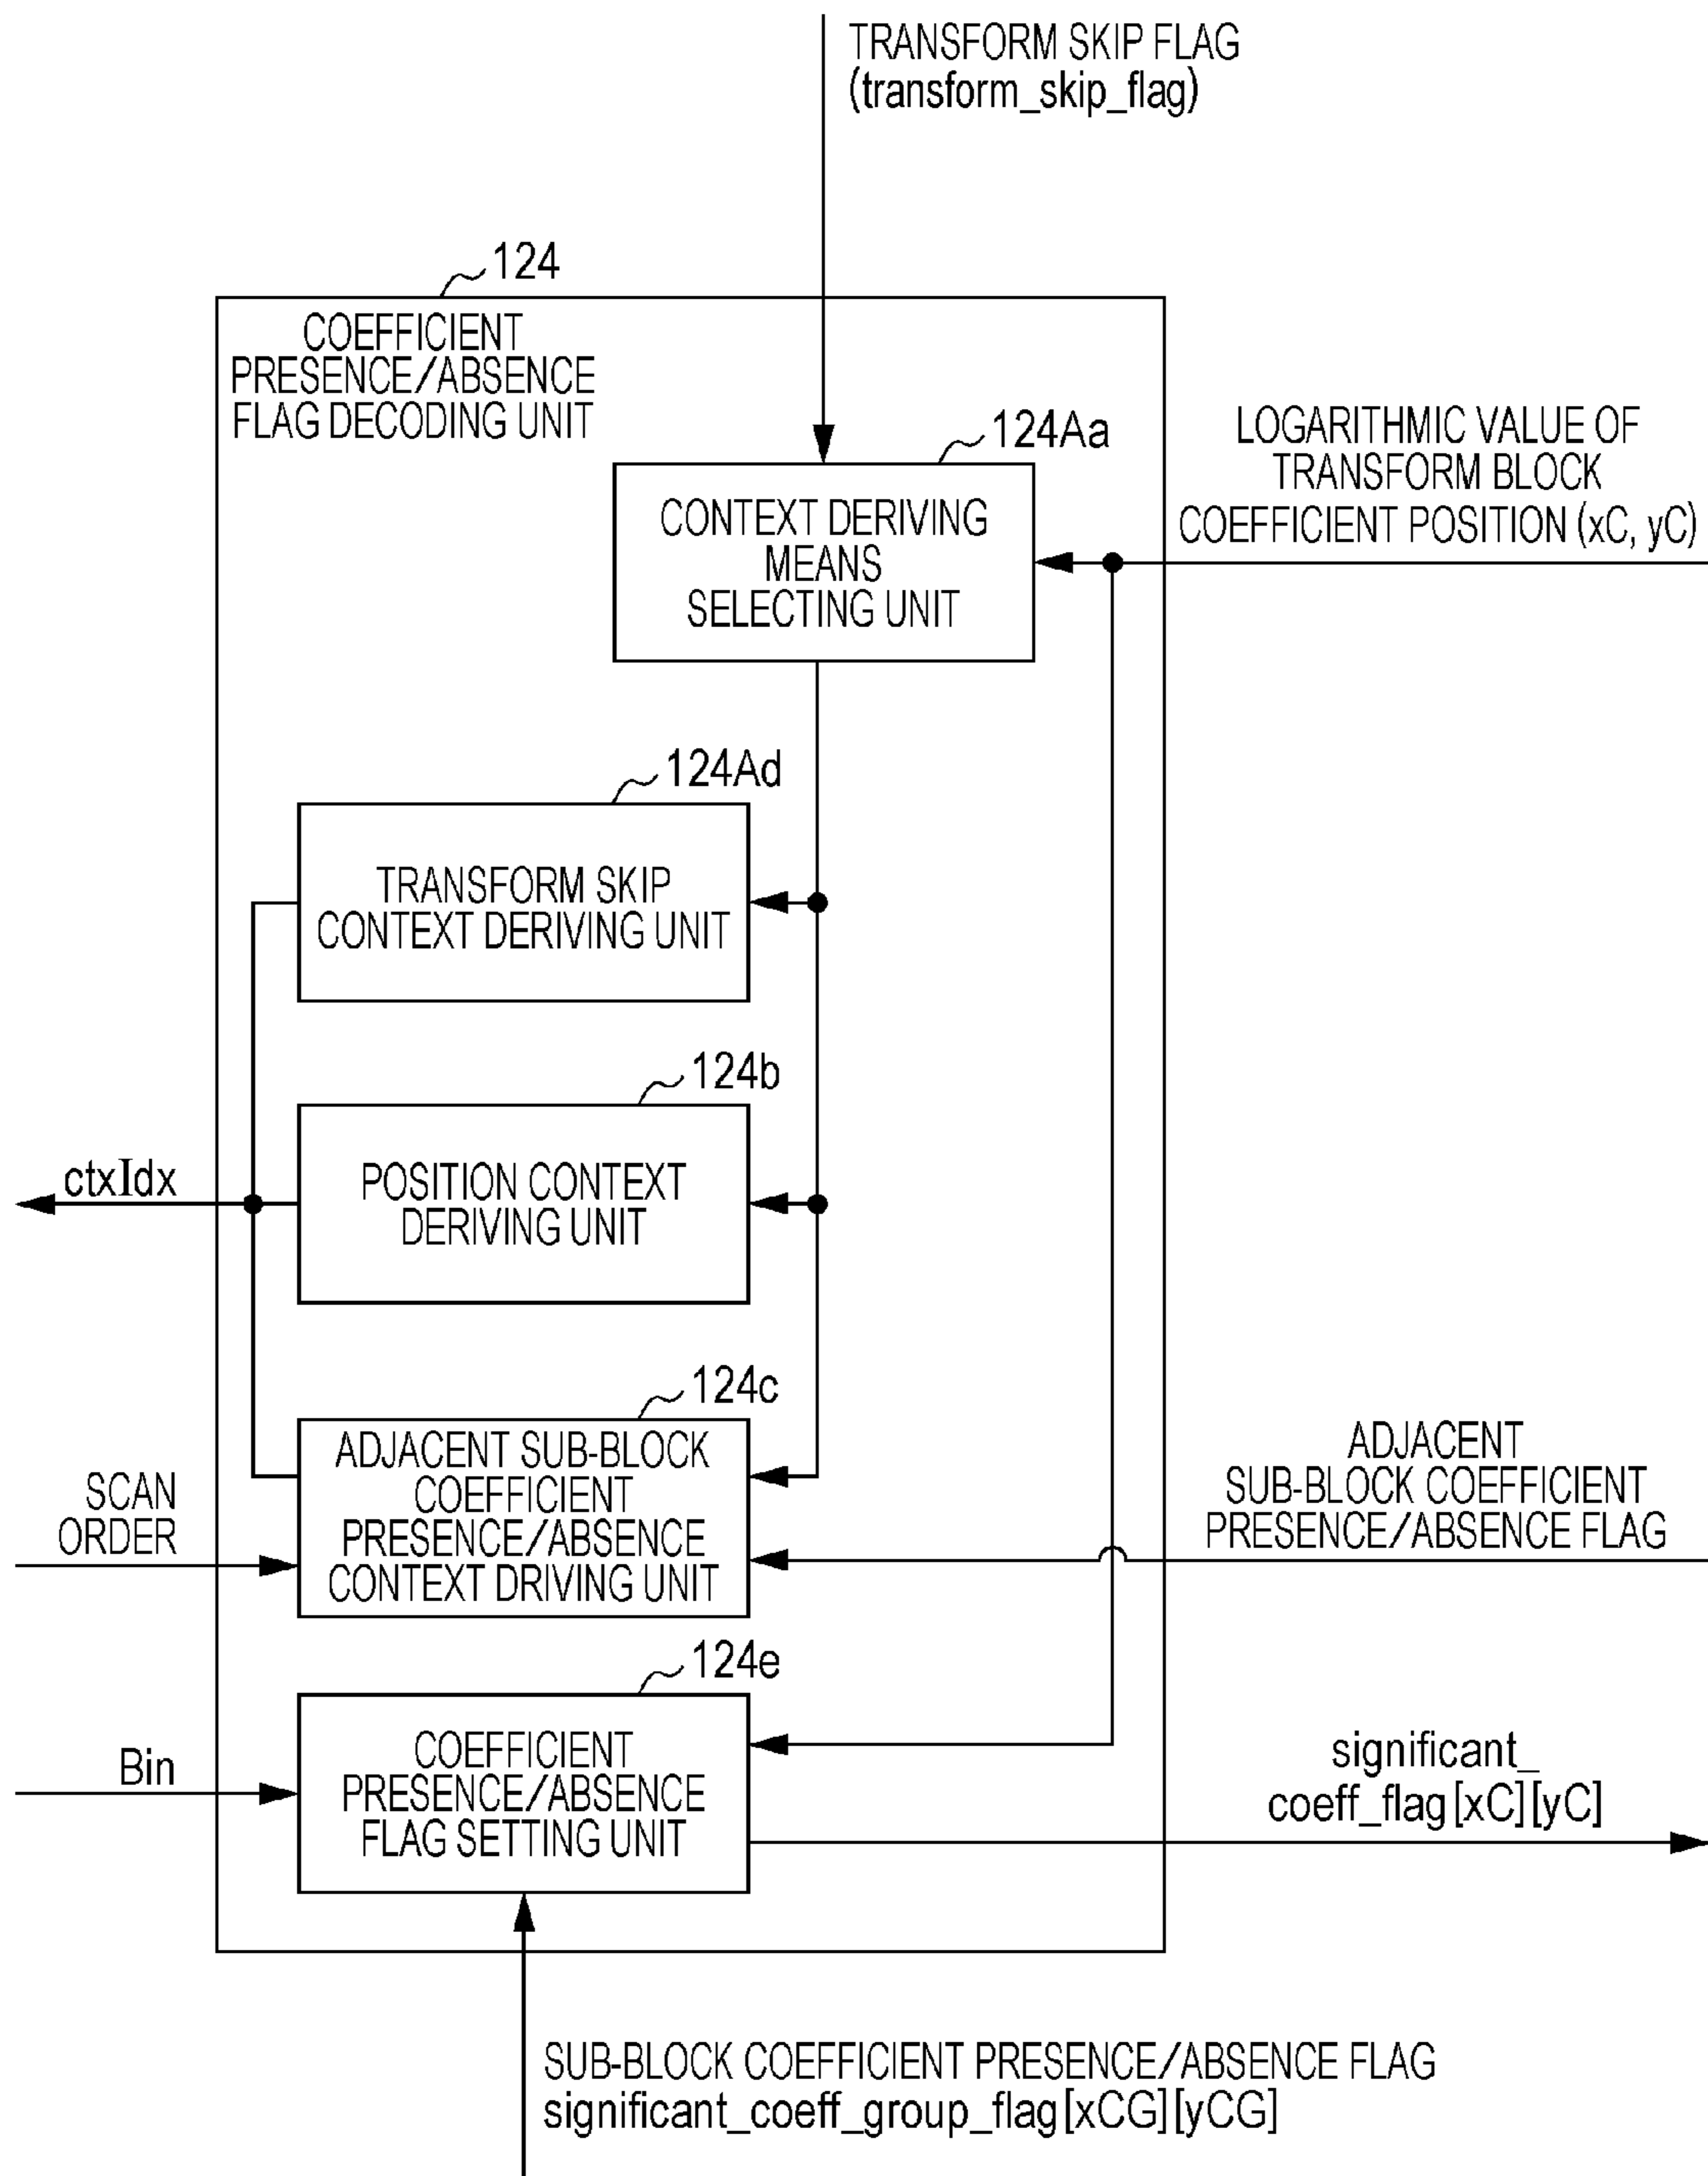 TRANSFORM SKIP FLAG
(transform_skip_flag)
124
COEFFICIENT
PRESENCE/ABSENCE
FLAG DECODING UNIT
124Aa
LOGARITHMIC VALUE OF
TRANSFORM BLOCK
COEFFICIENT POSITION (xC, yC)
CONTEXT DERIVING
MEANS
SELECTING UNIT
124Ad
TRANSFORM SKIP
CONTEXT DERIVING UNIT
124b
ctxIdx
POSITION CONTEXT
DERIVING UNIT
124c
ADJACENT SUB-BLOCK
COEFFICIENT
PRESENCE/ABSENCE
CONTEXT DRIVING UNIT
SCAN
ORDER
ADJACENT
SUB-BLOCK COEFFICIENT
PRESENCE/ABSENCE FLAG
124e
Bin
COEFFICIENT
PRESENCE/ABSENCE
FLAG SETTING UNIT
significant_
coeff_flag[xC][yC]
SUB-BLOCK COEFFICIENT PRESENCE/ABSENCE FLAG
significant_coeff_group_flag[xCG][yCG]